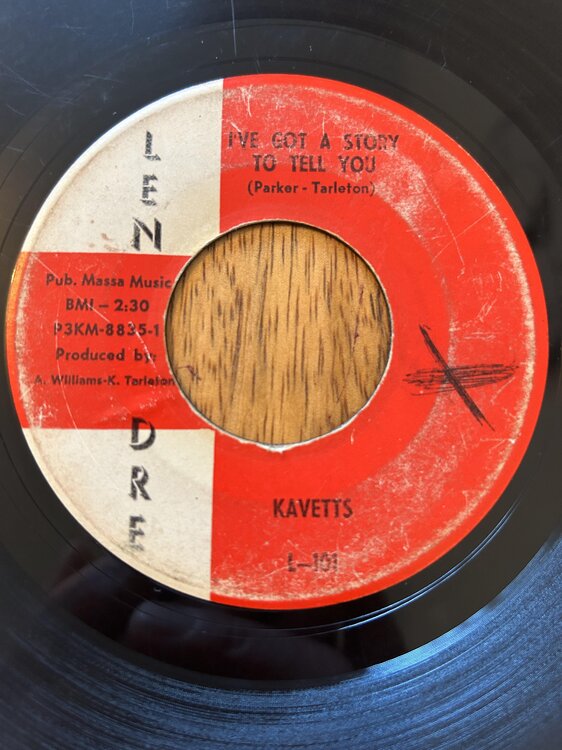 LEN DRE
I'VE GOT A STORY
TO TELL YOU
(Parker - Tarleton)
Pub. Massa Music
BMI — 2:30
P3KM-8835-1
Produced by:
A. Williams-K. Tarleton
KAVETTS
L—101